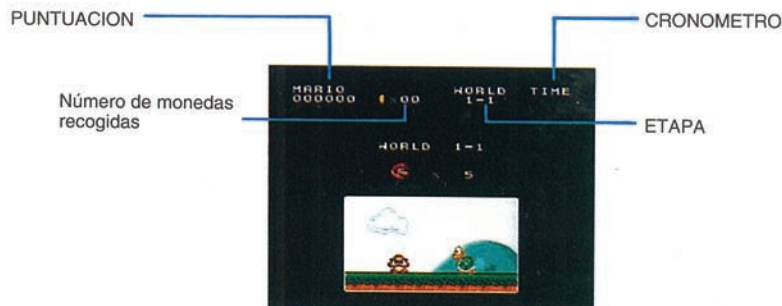 PUNTUACION
CRONOMETRO
MARIO WORLD TIME
000000 ×00 1-1
Número de monedas
recogidas
ETAPA
WORLD 1-1
× 5